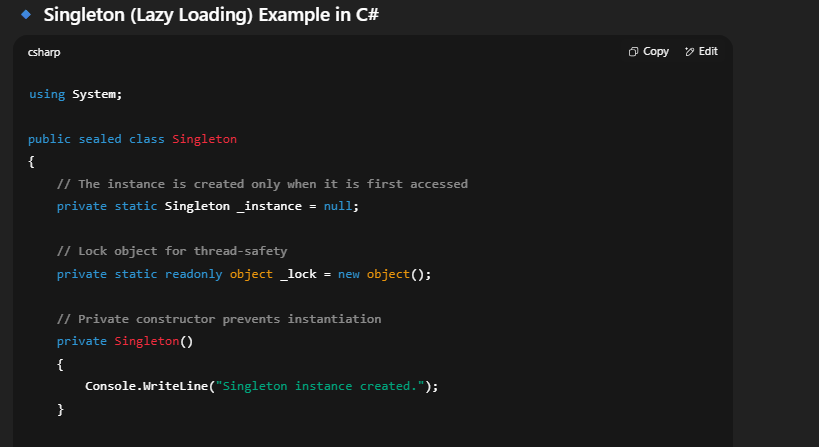 Singleton (Lazy Loading) Example in C#
csharp
Copy
Edit
using System;
public sealed class Singleton
{
// The instance is created only when it is first accessed
private static Singleton _instance = null;
// Lock object for thread-safety
private static readonly object _lock = new object();
// Private constructor prevents instantiation
private Singleton()
{
Console.WriteLine("Singleton instance created.");
}